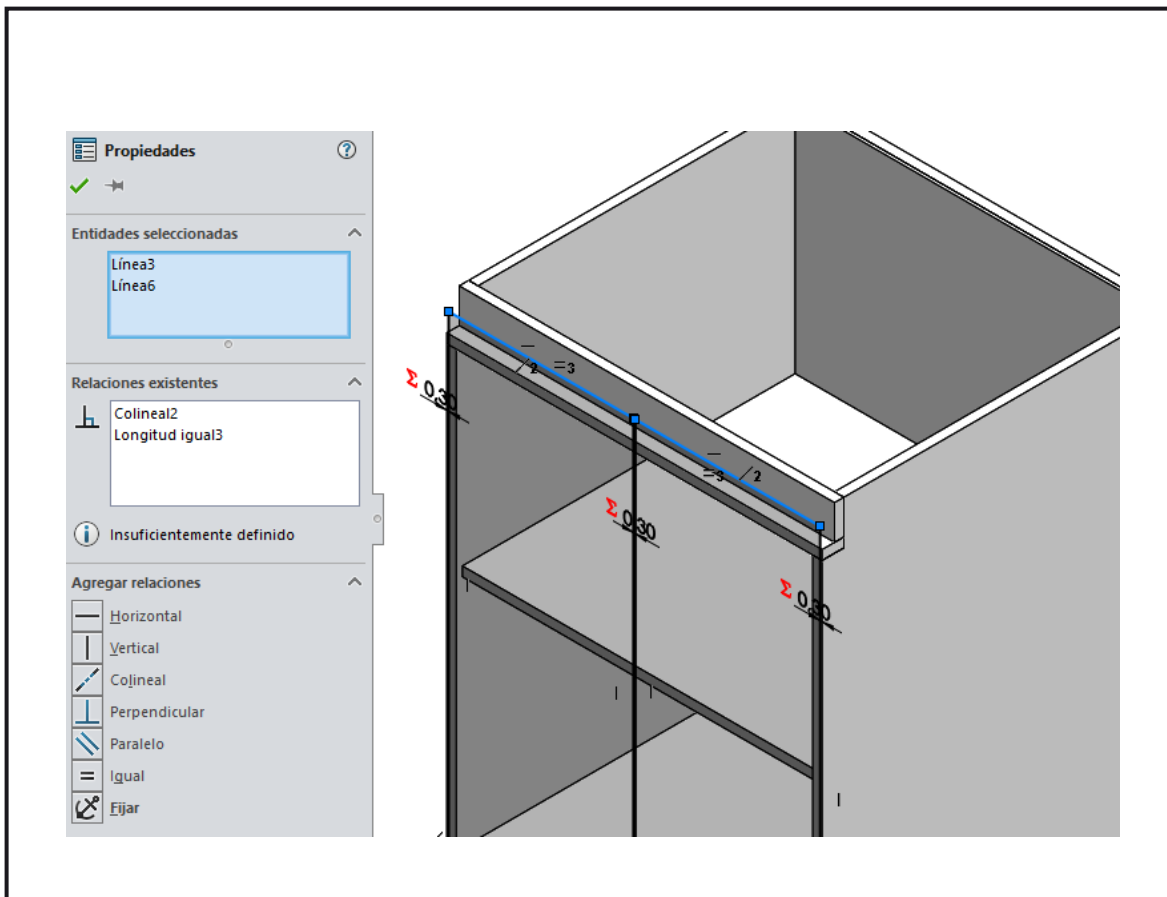 Propiedades
Entidades seleccionadas
Línea3
Línea6
Relaciones existentes
Colineal2
Longitud igual3
Insuficientemente definido
Agregar relaciones
Horizontal
Vertical
Colineal
Perpendicular
Paralelo
Igual
Fijar
2 =3
Σ 0.30
=3 2
Σ 0.30
Σ 0.30